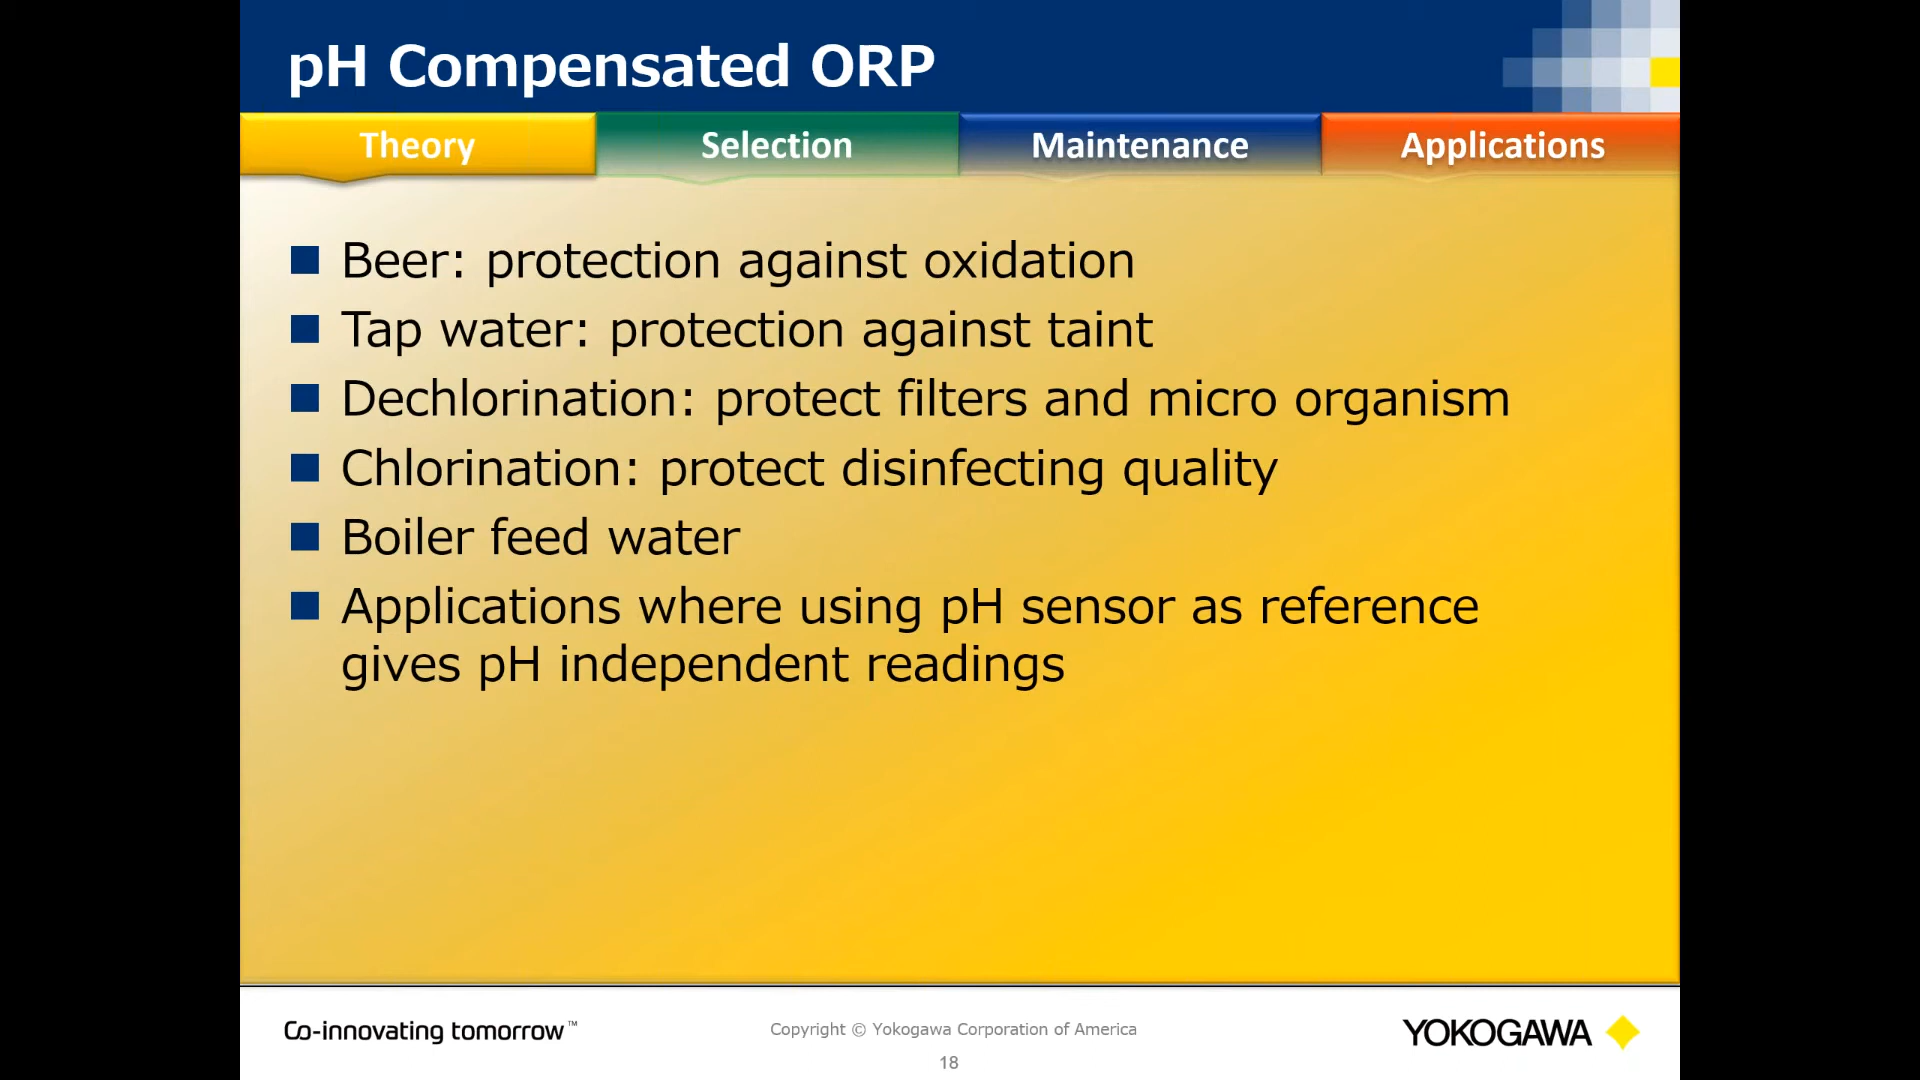 pH Compensated ORP
Theory
Selection
Maintenance
Applications
Beer: protection against oxidation
Tap water: protection against taint
Dechlorination: protect filters and micro organism
Chlorination: protect disinfecting quality
Boiler feed water
Applications where using pH sensor as reference
gives pH independent readings
Co-innovating tomorrow™
Copyright © Yokogawa Corporation of America
YOKOGAWA
18